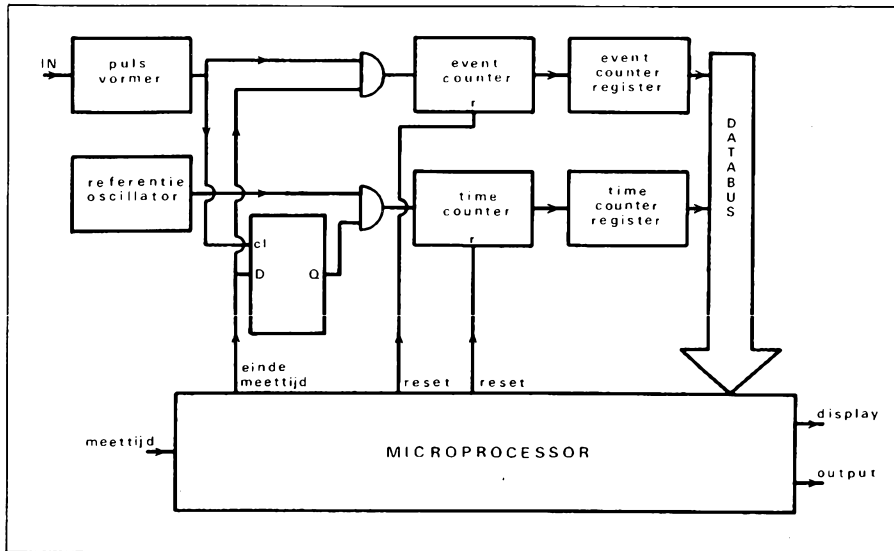 IN
puls
vormer
event
counter
r
event
counter
register
DATABUS
referentie
oscillator
time
counter
r
time
counter
register
cl
D
Q
einde
meettijd
reset
reset
meettijd
MICROPROCESSOR
display
output